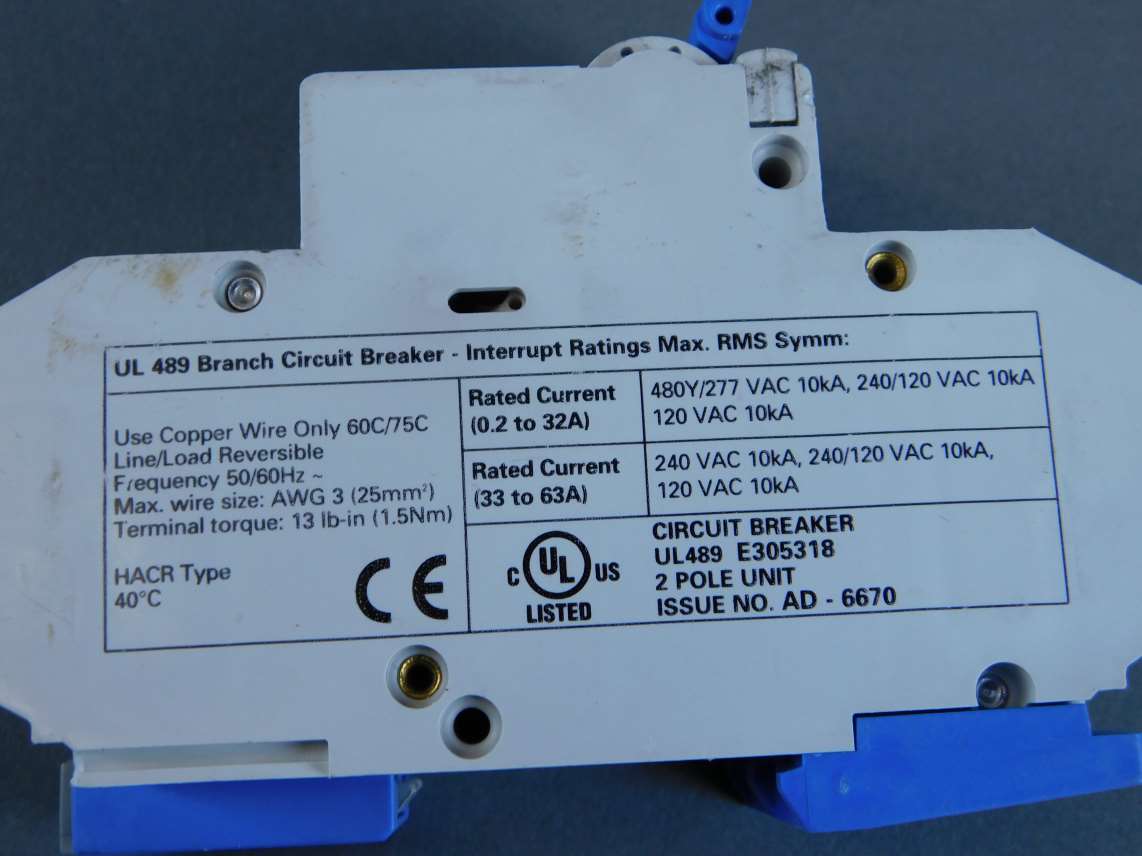 UL 489 Branch Circuit Breaker - Interrupt Ratings Max. RMS Symm:
Use Copper Wire Only 60C/75C
Line/Load Reversible
Frequency 50/60Hz ~
Max. wire size: AWG 3 (25mm²)
Terminal torque: 13 lb-in (1.5Nm)
HACR Type
40°C
CE
Rated Current
(0.2 to 32A)
480Y/277 VAC 10kA, 240/120 VAC 10kA
120 VAC 10kA
Rated Current
(33 to 63A)
240 VAC 10kA, 240/120 VAC 10kA,
120 VAC 10kA
C UL US
LISTED
CIRCUIT BREAKER
UL489 E305318
2 POLE UNIT
ISSUE NO. AD - 6670